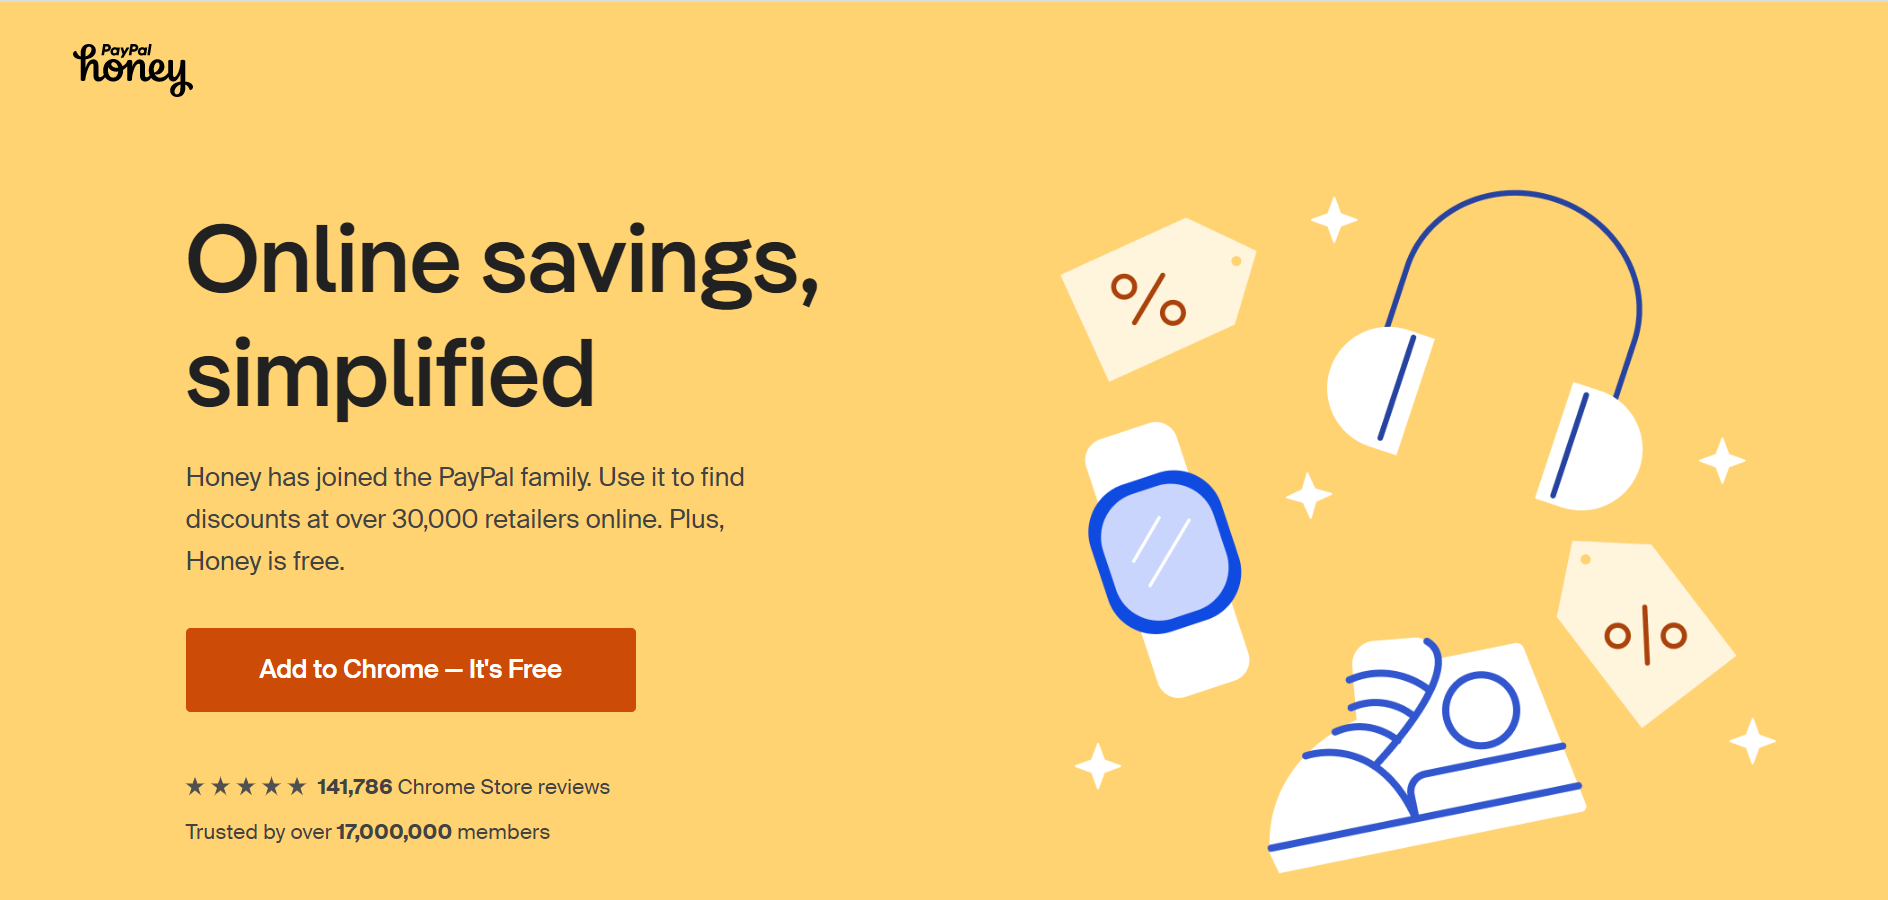 PayPal
honey
Online savings,
simplified
Honey has joined the PayPal family. Use it to find
discounts at over 30,000 retailers online. Plus,
Honey is free.
Add to Chrome — It's Free
★ ★ ★ ★ ★ 141,786 Chrome Store reviews
Trusted by over 17,000,000 members
%
%